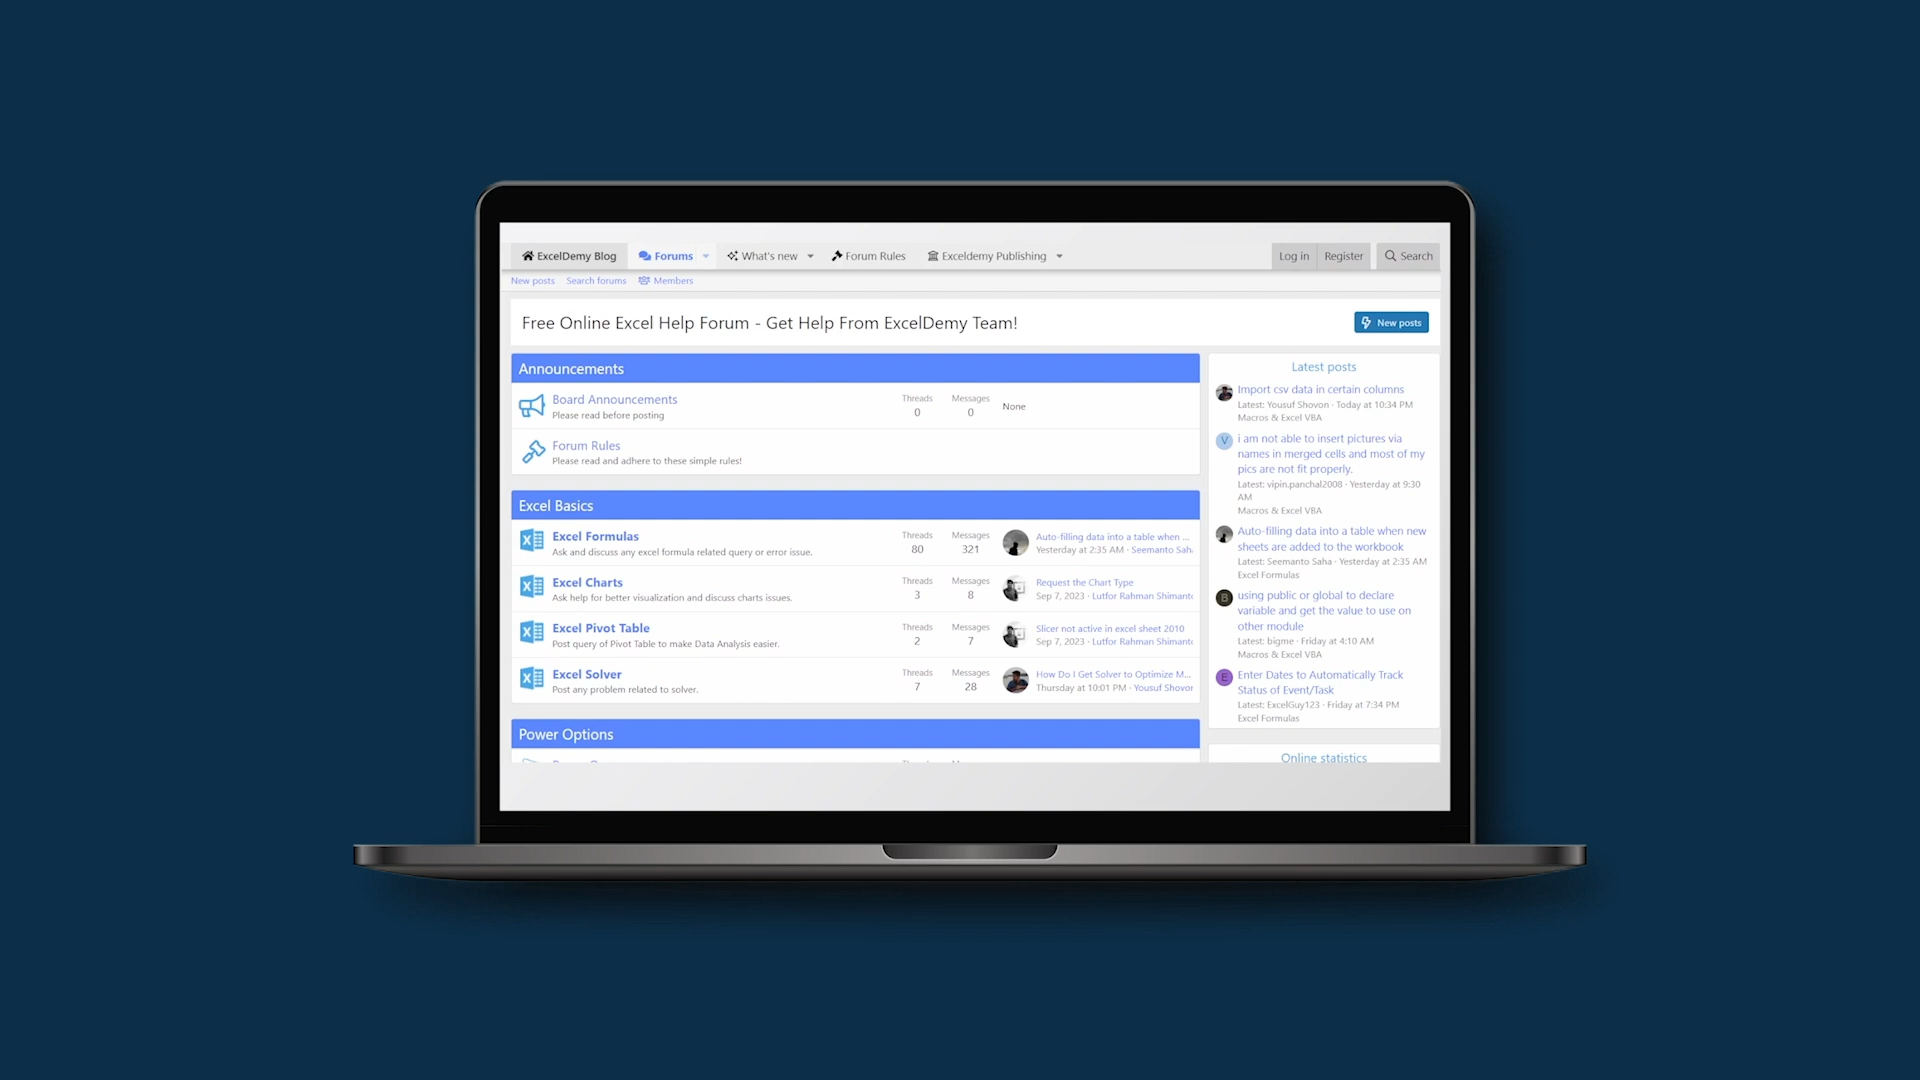 ExcelDemy Blog Forums What's new Forum Rules Exceldemy Publishing Log in Register Search
New posts Search forums Members
Free Online Excel Help Forum - Get Help From ExcelDemy Team!
New posts
Announcements
Board Announcements
Please read before posting
Threads
0
Messages
0
None
Forum Rules
Please read and adhere to these simple rules!
Excel Basics
Excel Formulas
Ask and discuss any excel formula related query or error issue.
Threads
80
Messages
321
Auto-filling data into a table when ...
Yesterday at 2:35 AM · Seemanto Sah
Excel Charts
Ask help for better visualization and discuss charts issues.
Threads
3
Messages
8
Request the Chart Type
Sep 7, 2023 · Lutfor Rahman Shimant
Excel Pivot Table
Post query of Pivot Table to make Data Analysis easier.
Threads
2
Messages
7
Slicer not active in excel sheet 2010
Sep 7, 2023 · Lutfor Rahman Shimant
Excel Solver
Post any problem related to solver.
Threads
7
Messages
28
How Do I Get Solver to Optimize M...
Thursday at 10:01 PM · Yousuf Shovon
Power Options
Latest posts
Import csv data in certain columns
Latest: Yousuf Shovon · Today at 10:34 PM
Macros & Excel VBA
V
i am not able to insert pictures via
names in merged cells and most of my
pics are not fit properly.
Latest: vipin.panchal2008 · Yesterday at 9:30
AM
Macros & Excel VBA
Auto-filling data into a table when new
sheets are added to the workbook
Latest: Seemanto Saha · Yesterday at 2:35 AM
Excel Formulas
B
using public or global to declare
variable and get the value to use on
other module
Latest: bigme · Friday at 4:10 AM
Macros & Excel VBA
E
Enter Dates to Automatically Track
Status of Event/Task
Latest: ExcelGuy123 · Friday at 7:34 PM
Excel Formulas
Online statistics